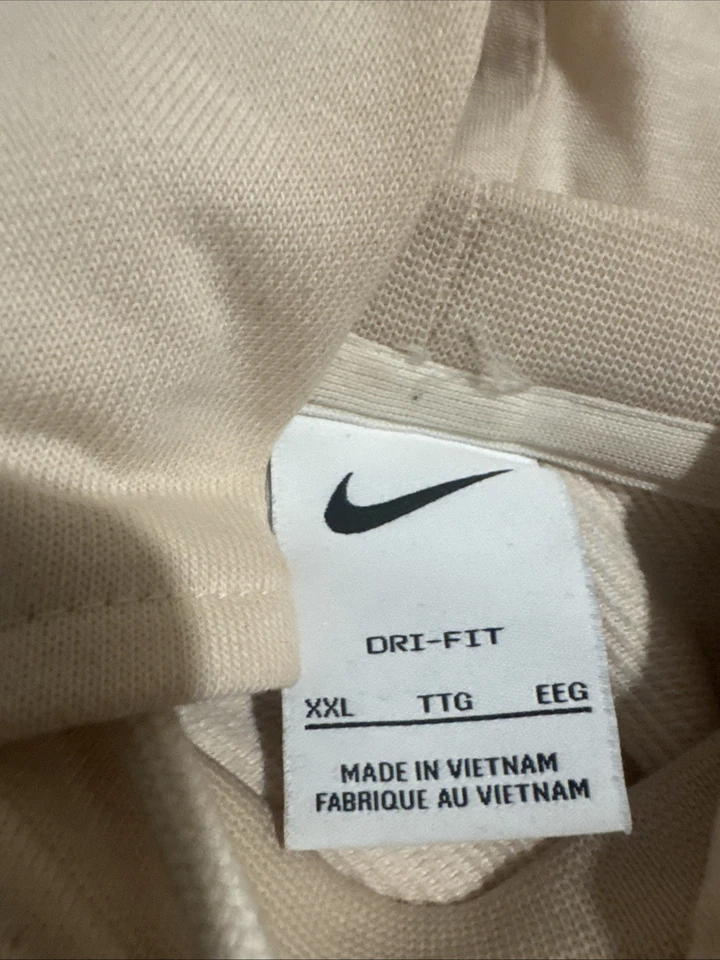 DRI-FIT
XXL TTG EEG
MADE IN VIETNAM
FABRIQUE AU VIETNAM